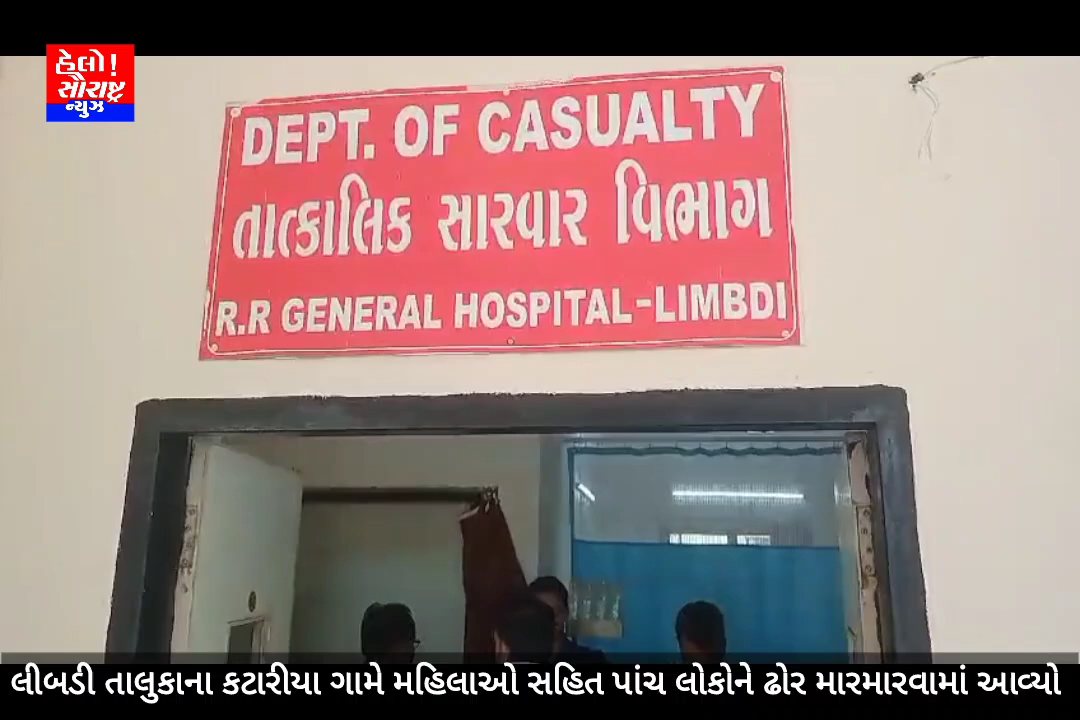 હેલો!
સૌરાષ્ટ્ર
ન્યુઝ
DEPT. OF CASUALTY
તાત્કાલિક સારવાર વિભાગ
R.R GENERAL HOSPITAL-LIMBDI
લીબડી તાલુકાના કટારીયા ગામે મહિલાઓ સહિત પાંચ લોકોને ઢોર મારમારવામાં આવ્યો